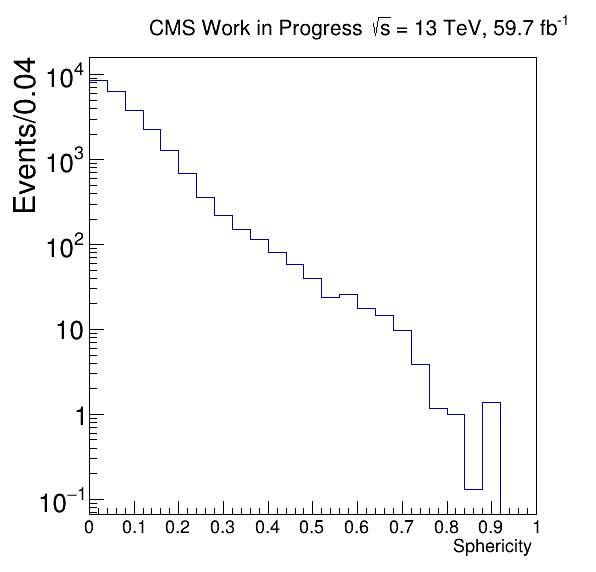 CMS Work in Progress √s = 13 TeV, 59.7 fb⁻¹
Events/0.04
10⁴
10³
10²
10
1
10⁻¹
0 0.1 0.2 0.3 0.4 0.5 0.6 0.7 0.8 0.9 1
Sphericity